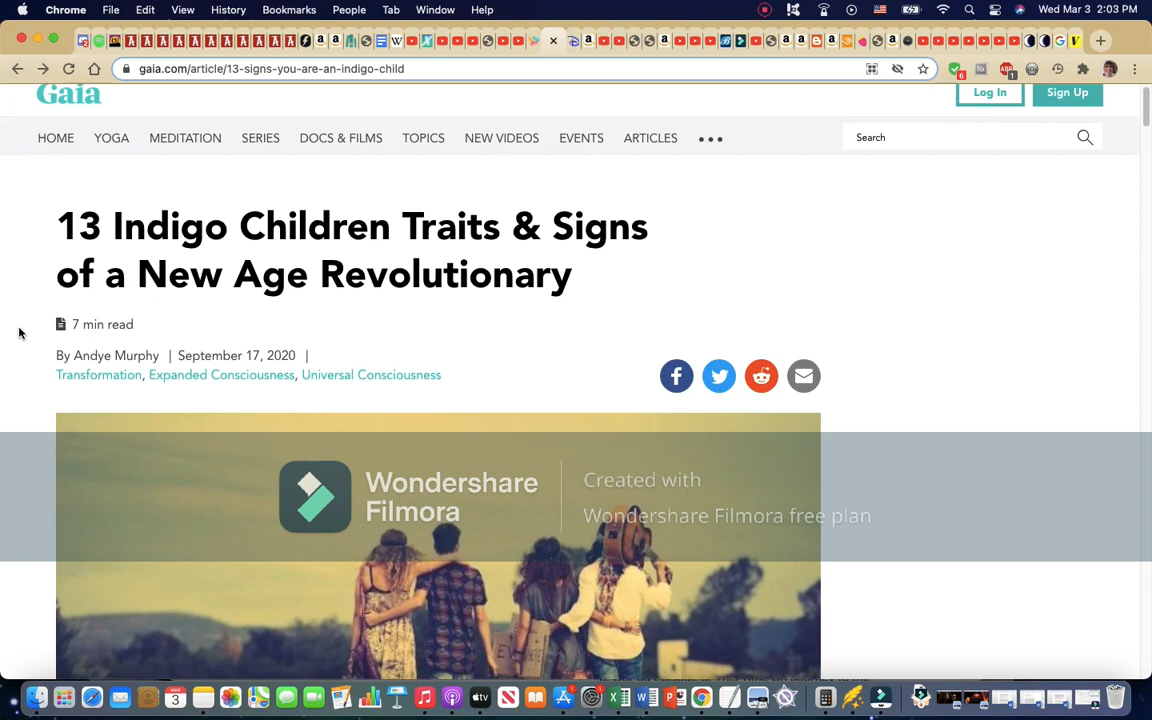 Chrome File Edit View History Bookmarks People Tab Window Help Wed Mar 3 2:03 PM
gaia.com/article/13-signs-you-are-an-indigo-child
Gaia Log In Sign Up
HOME YOGA MEDITATION SERIES DOCS & FILMS TOPICS NEW VIDEOS EVENTS ARTICLES ••• Search
13 Indigo Children Traits & Signs
of a New Age Revolutionary
7 min read
By Andye Murphy | September 17, 2020 |
Transformation, Expanded Consciousness, Universal Consciousness
Wondershare
Filmora
Created with
Wondershare Filmora free plan